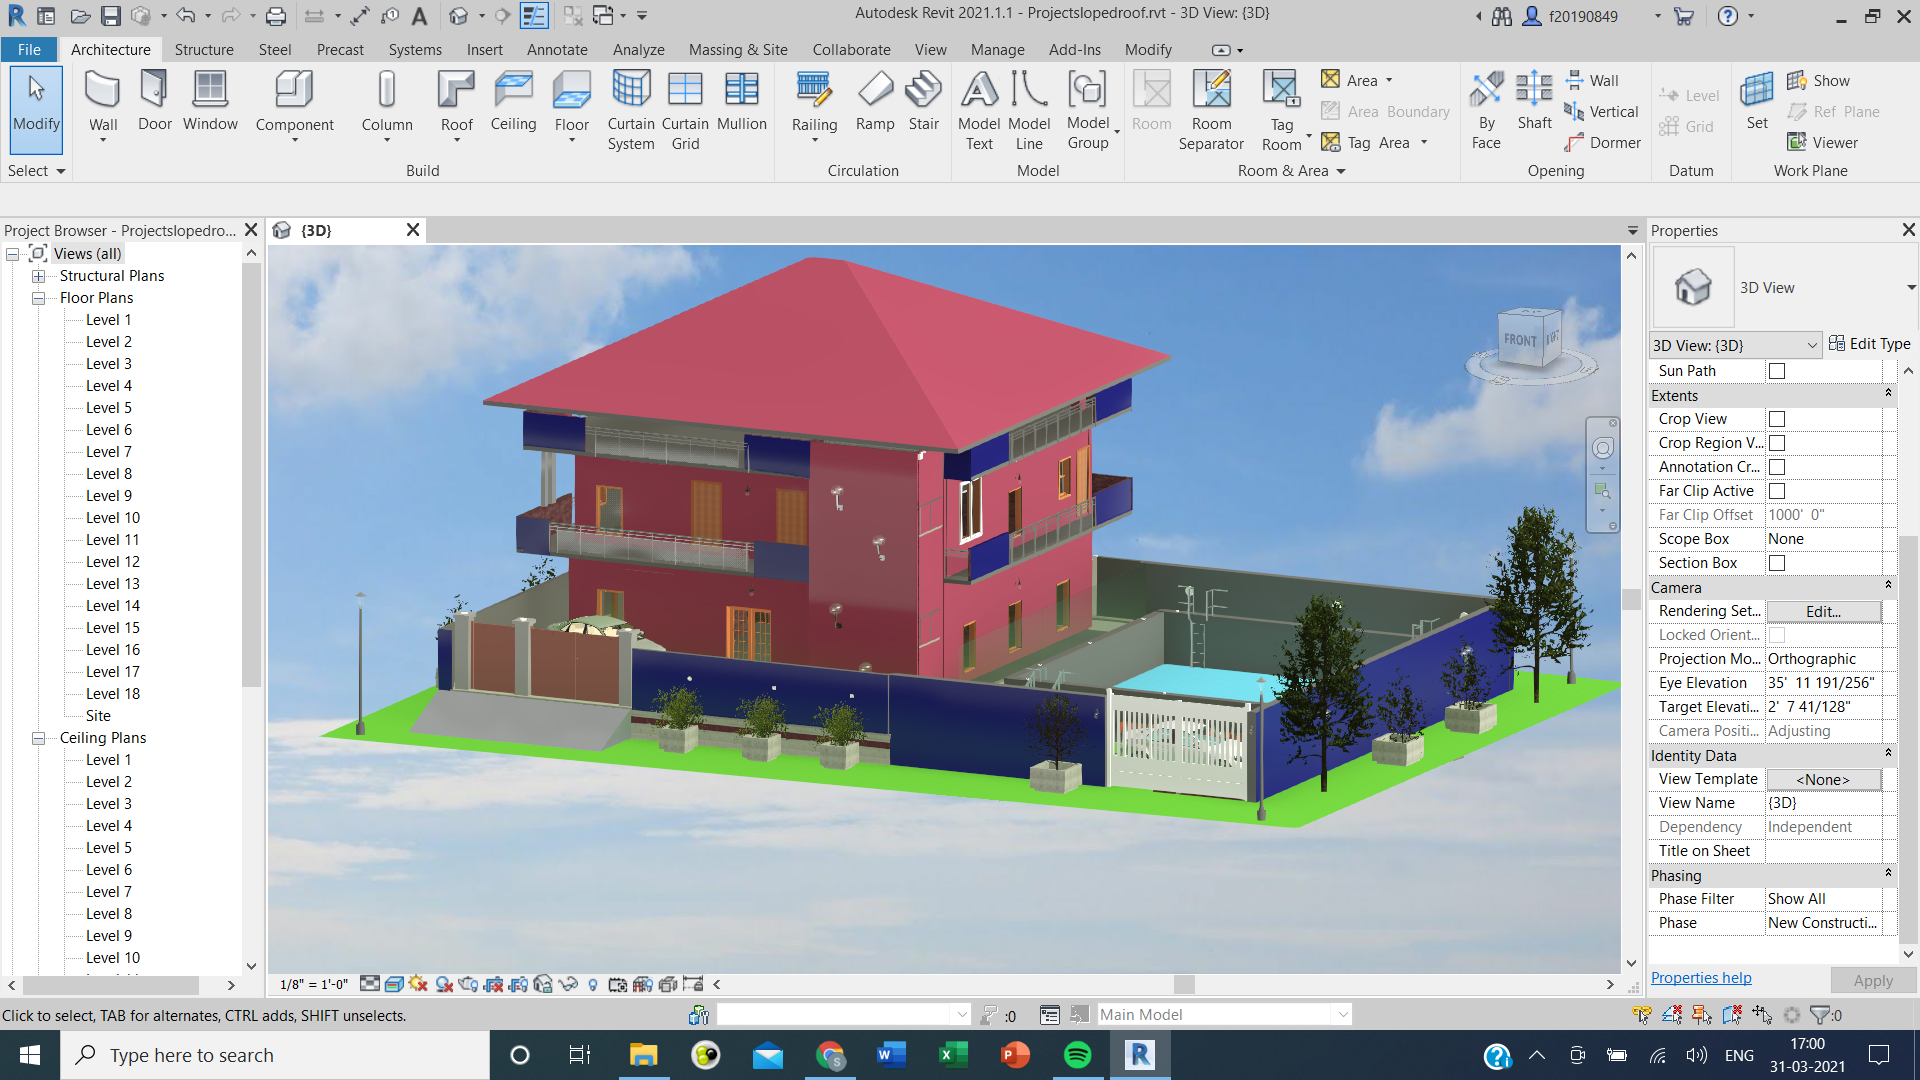 Autodesk Revit 2021.1.1 - Projectslopedroof.rvt - 3D View: {3D}
f20190849
File Architecture Structure Steel Precast Systems Insert Annotate Analyze Massing & Site Collaborate View Manage Add-Ins Modify
Modify
Wall Door Window Component Column Roof Ceiling Floor Curtain System Curtain Grid Mullion
Railing Ramp Stair
Model Text Model Line Model Group
Room Room Separator Tag Room
Area
Area Boundary
Tag Area
By Face Shaft
Wall
Vertical
Dormer
Level
Grid
Set
Show
Ref Plane
Viewer
Select Build Circulation Model Room & Area Opening Datum Work Plane
Project Browser - Projectslopedro...
Views (all)
Structural Plans
Floor Plans
Level 1
Level 2
Level 3
Level 4
Level 5
Level 6
Level 7
Level 8
Level 9
Level 10
Level 11
Level 12
Level 13
Level 14
Level 15
Level 16
Level 17
Level 18
Site
Ceiling Plans
Level 1
Level 2
Level 3
Level 4
Level 5
Level 6
Level 7
Level 8
Level 9
Level 10
{3D}
FRONT
RIGHT
Properties
3D View
3D View: {3D} Edit Type
Sun Path
Extents
Crop View
Crop Region V...
Annotation Cr...
Far Clip Active
Far Clip Offset 1000' 0"
Scope Box None
Section Box
Camera
Rendering Set... Edit...
Locked Orient...
Projection Mo... Orthographic
Eye Elevation 35' 11 191/256"
Target Elevati... 2' 7 41/128"
Camera Positi... Adjusting
Identity Data
View Template <None>
View Name {3D}
Dependency Independent
Title on Sheet
Phasing
Phase Filter Show All
Phase New Constructi...
Properties help Apply
1/8" = 1'-0"
Click to select, TAB for alternates, CTRL adds, SHIFT unselects.
:0
Main Model
:0
Type here to search
ENG
17:00
31-03-2021